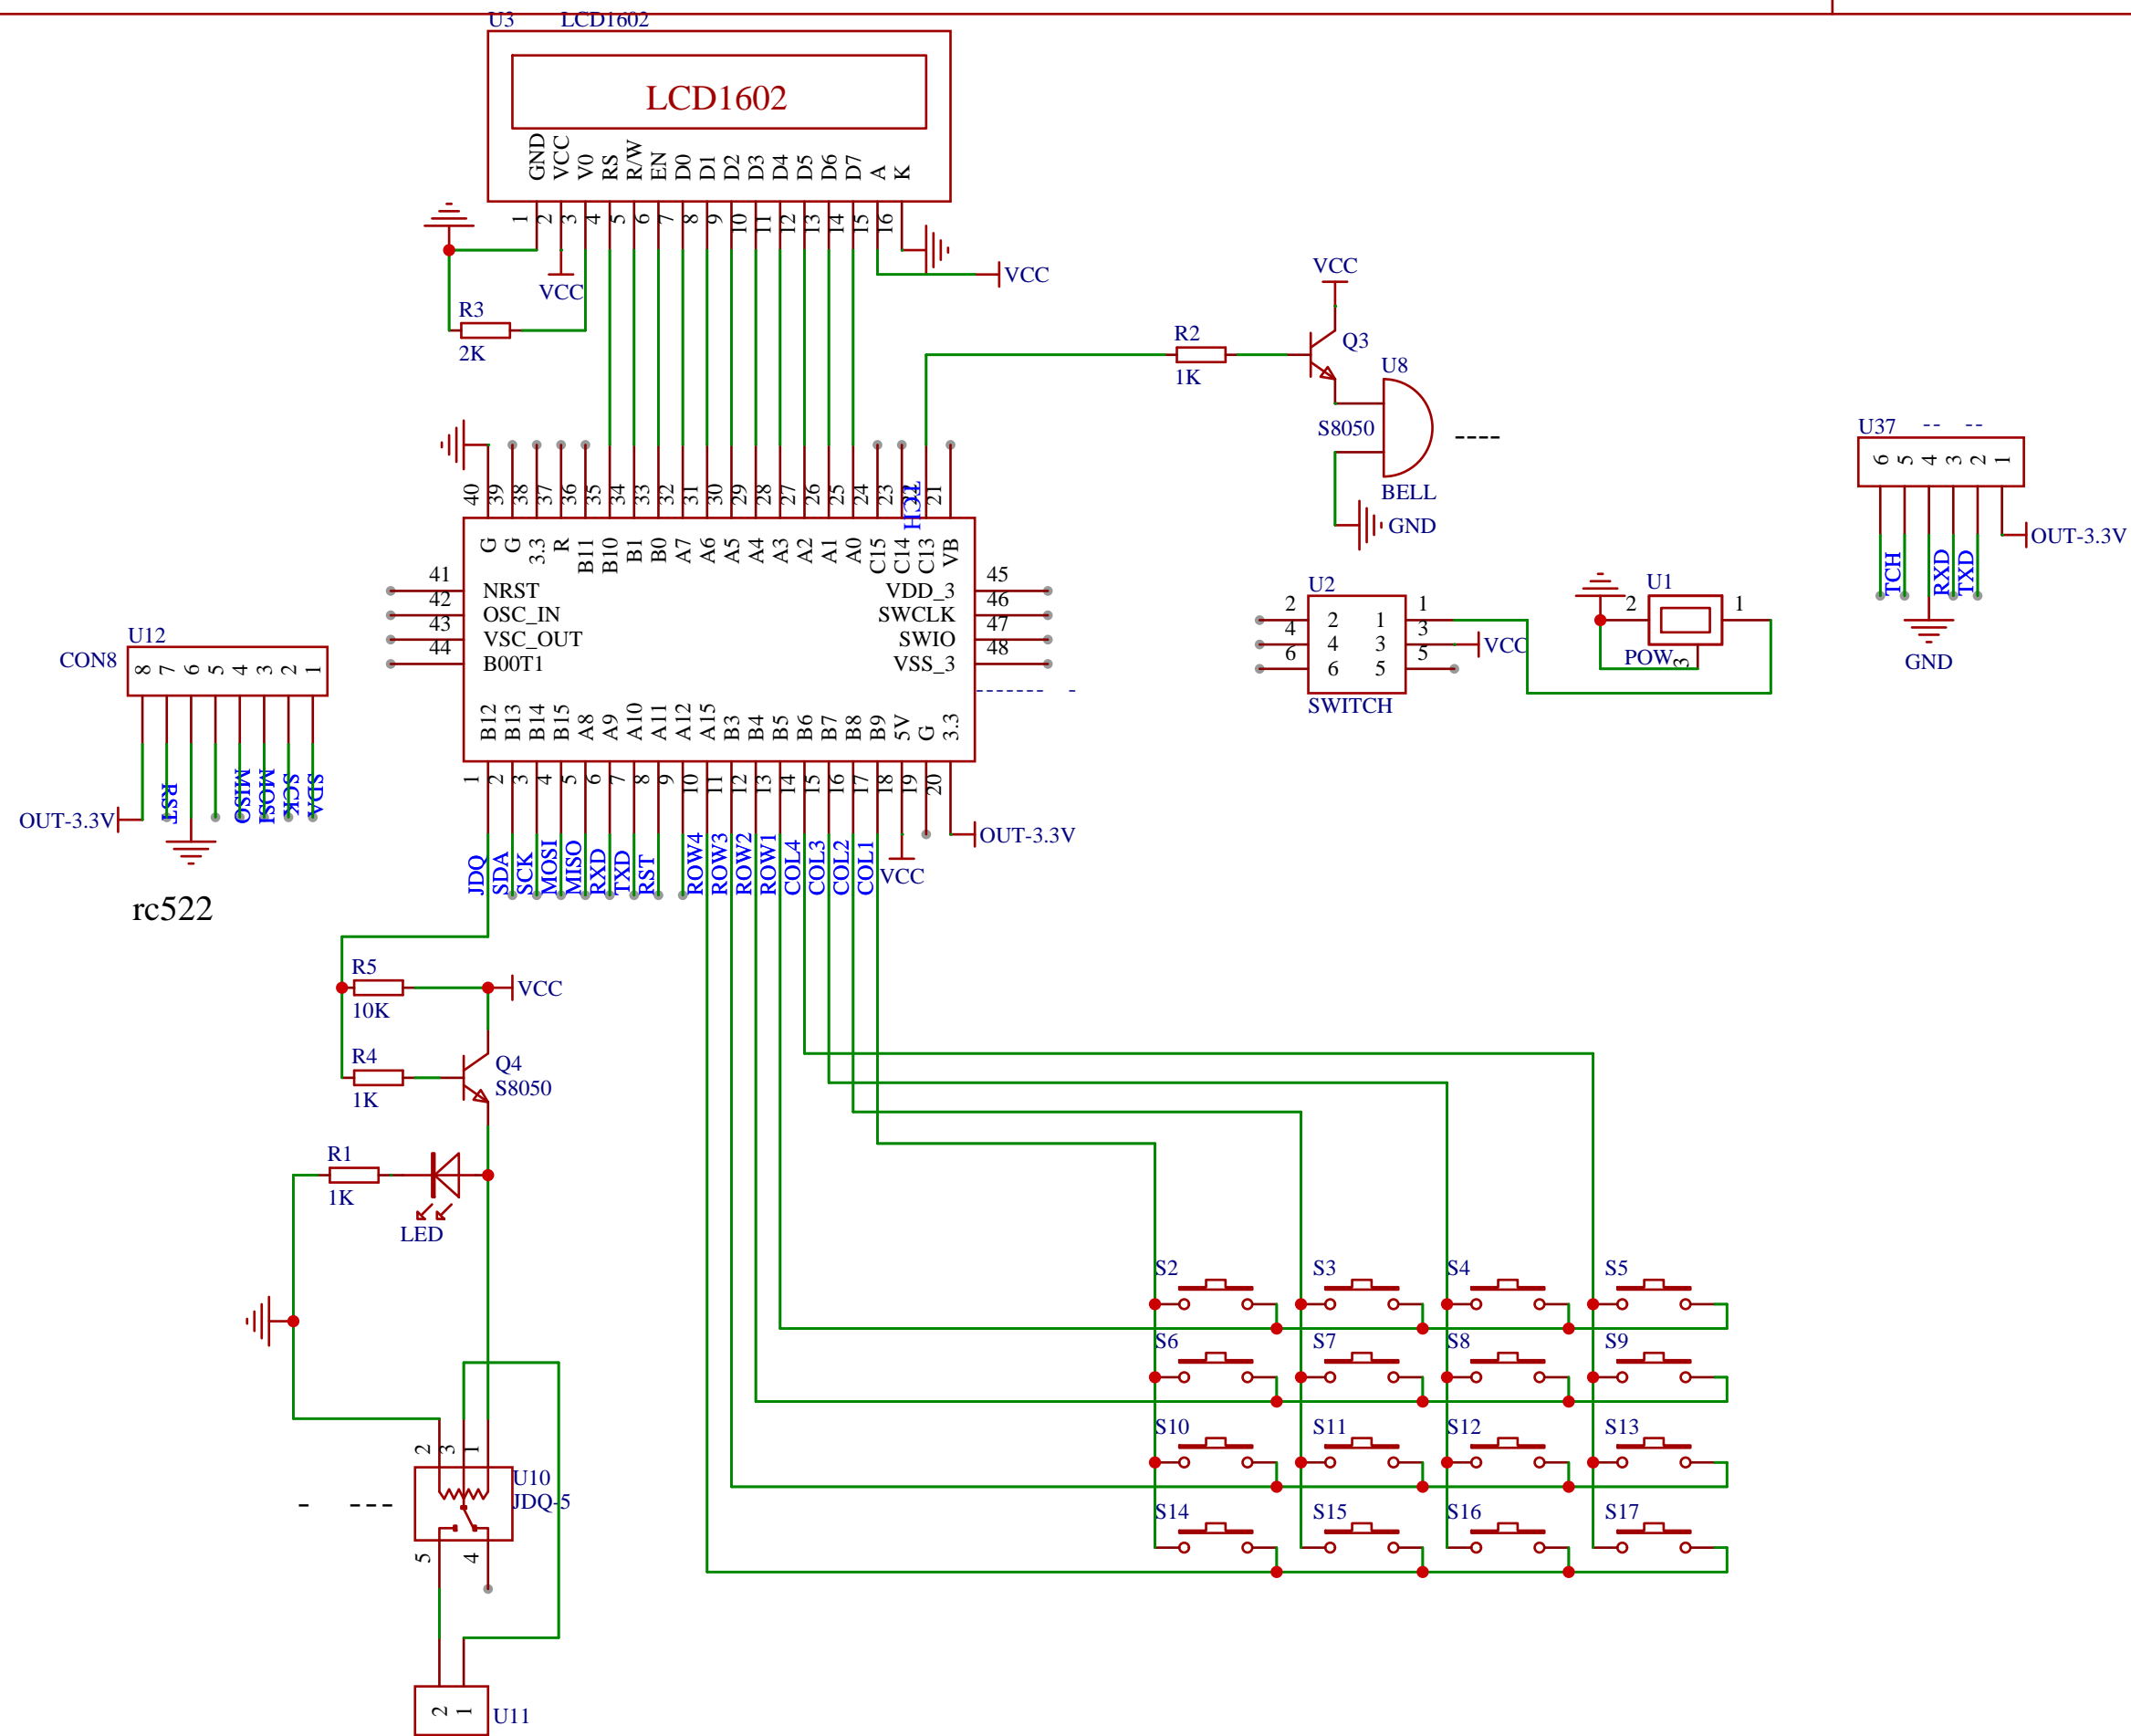 U3 LCD1602
LCD1602
GND VCC V0 RS R/W EN D0 D1 D2 D3 D4 D5 D6 D7 A K
1 2 3 4 5 6 7 8 9 10 11 12 13 14 15 16
VCC
VCC
R3
2K
VCC
R2
1K
Q3
U8
S8050
BELL
GND
U37 -- --
6 5 4 3 2 1
OUT-3.3V
TCH RXD TXD
GND
40 39 38 37 36 35 34 33 32 31 30 29 28 27 26 25 24 23 22 21
TCH
G G 3.3 R B11 B10 B1 B0 A7 A6 A5 A4 A3 A2 A1 A0 C15 C14 C13 VB
41 NRST
42 OSC_IN
43 VSC_OUT
44 B00T1
VDD_3 45
SWCLK 46
SWIO 47
VSS_3 48
B12 B13 B14 B15 A8 A9 A10 A11 A12 A15 B3 B4 B5 B6 B7 B8 B9 5V G 3.3
1 2 3 4 5 6 7 8 9 10 11 12 13 14 15 16 17 18 19 20
JDQ SDA SCK MOSI MISO RXD TXD RST ROW4 ROW3 ROW2 ROW1 COL4 COL3 COL2 COL1
VCC
OUT-3.3V
U2
2 2 1 1
4 4 3 3
6 6 5 5
VCC
SWITCH
U1
2 1
POW 3
U12
CON8
8 7 6 5 4 3 2 1
OUT-3.3V
RST MISO MOSI SCK SDA
rc522
R5
10K
VCC
R4
1K
Q4
S8050
R1
1K
LED
2 3 1
U10
JDQ-5
5 4
2 1
U11
S2 S3 S4 S5
S6 S7 S8 S9
S10 S11 S12 S13
S14 S15 S16 S17